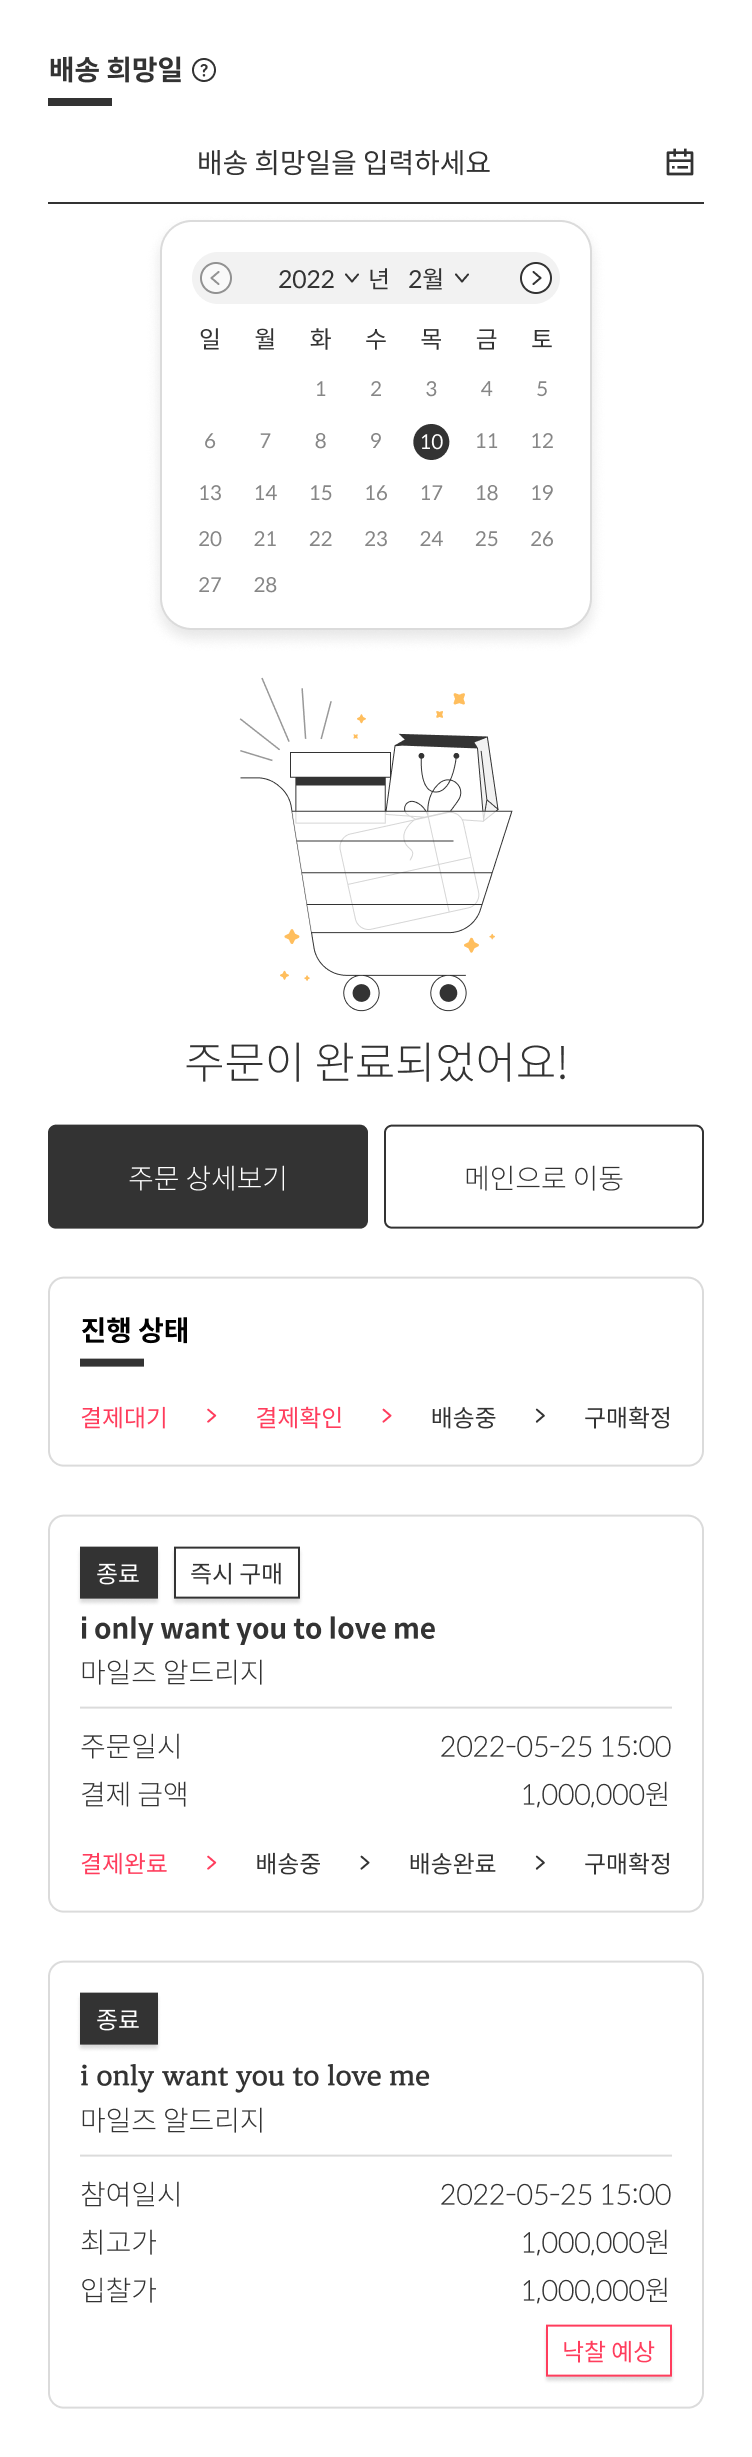 배송 희망일 ?
배송 희망일을 입력하세요
2022 년 2월
일 월 화 수 목 금 토
1 2 3 4 5
6 7 8 9 10 11 12
13 14 15 16 17 18 19
20 21 22 23 24 25 26
27 28
주문이 완료되었어요!
주문 상세보기 메인으로 이동
진행 상태
결제대기 > 결제확인 > 배송중 > 구매확정
종료 즉시 구매
i only want you to love me
마일즈 알드리지
주문일시 2022-05-25 15:00
결제 금액 1,000,000원
결제완료 > 배송중 > 배송완료 > 구매확정
종료
i only want you to love me
마일즈 알드리지
참여일시 2022-05-25 15:00
최고가 1,000,000원
입찰가 1,000,000원
낙찰 예상